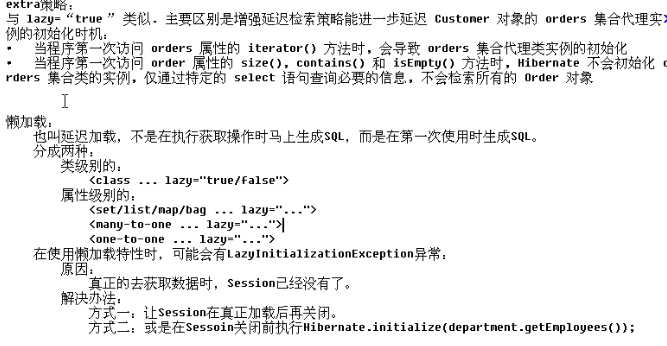 extra策略:
与 lazy=“true”类似. 主要区别是增强延迟检索策略能进一步延迟 Customer 对象的 orders 集合代理实
例的初始化时机:
• 当程序第一次访问 orders 属性的 iterator() 方法时, 会导致 orders 集合代理类实例的初始化
• 当程序第一次访问 order 属性的 size(), contains() 和 isEmpty() 方法时, Hibernate 不会初始化 o
rders 集合类的实例, 仅通过特定的 select 语句查询必要的信息, 不会检索所有的 Order 对象
懒加载:
也叫延迟加载, 不是在执行获取操作时马上生成SQL, 而是在第一次使用时生成SQL。
分成两种:
类级别的:
<class ... lazy="true/false">
属性级别的:
<set/list/map/bag ... lazy="...">
<many-to-one ... lazy="...">
<one-to-one ... lazy="...">
在使用懒加载特性时, 可能会有LazyInitializationException异常:
原因:
真正的去获取数据时, Session已经没有了。
解决办法:
方式一: 让Session在真正加载后再关闭。
方式二: 或是在Sessoin关闭前执行Hibernate.initialize(department.getEmployees());